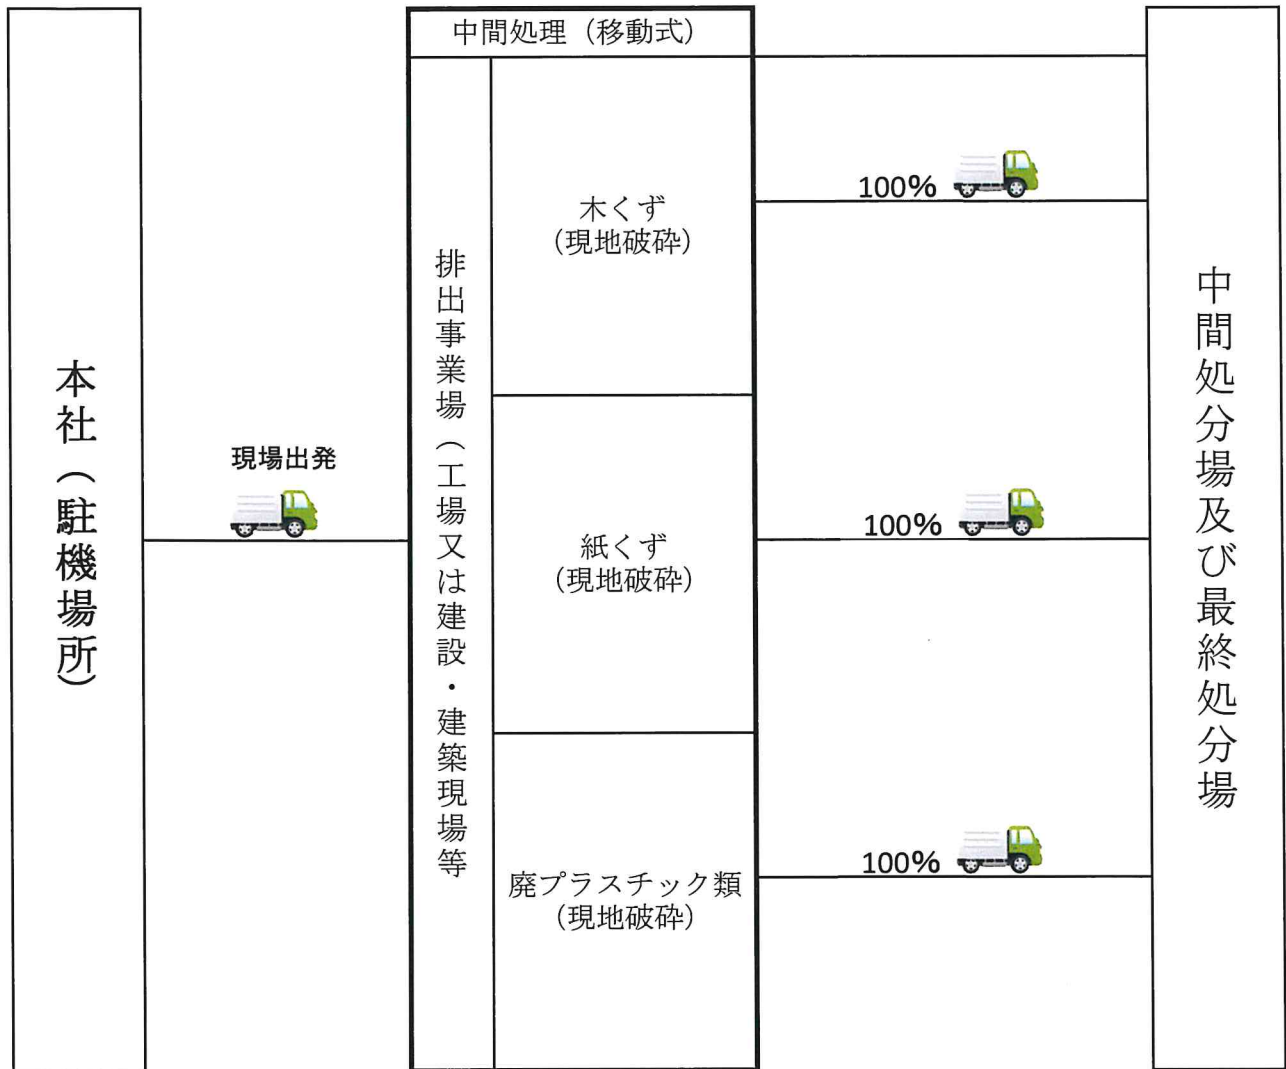 本社（駐機場所）
現場出発
中間処理（移動式）
排出事業場（工場又は建設・建築現場等
木くず
（現地破砕）
紙くず
（現地破砕）
廃プラスチック類
（現地破砕）
100%
100%
100%
中間処分場及び最終処分場